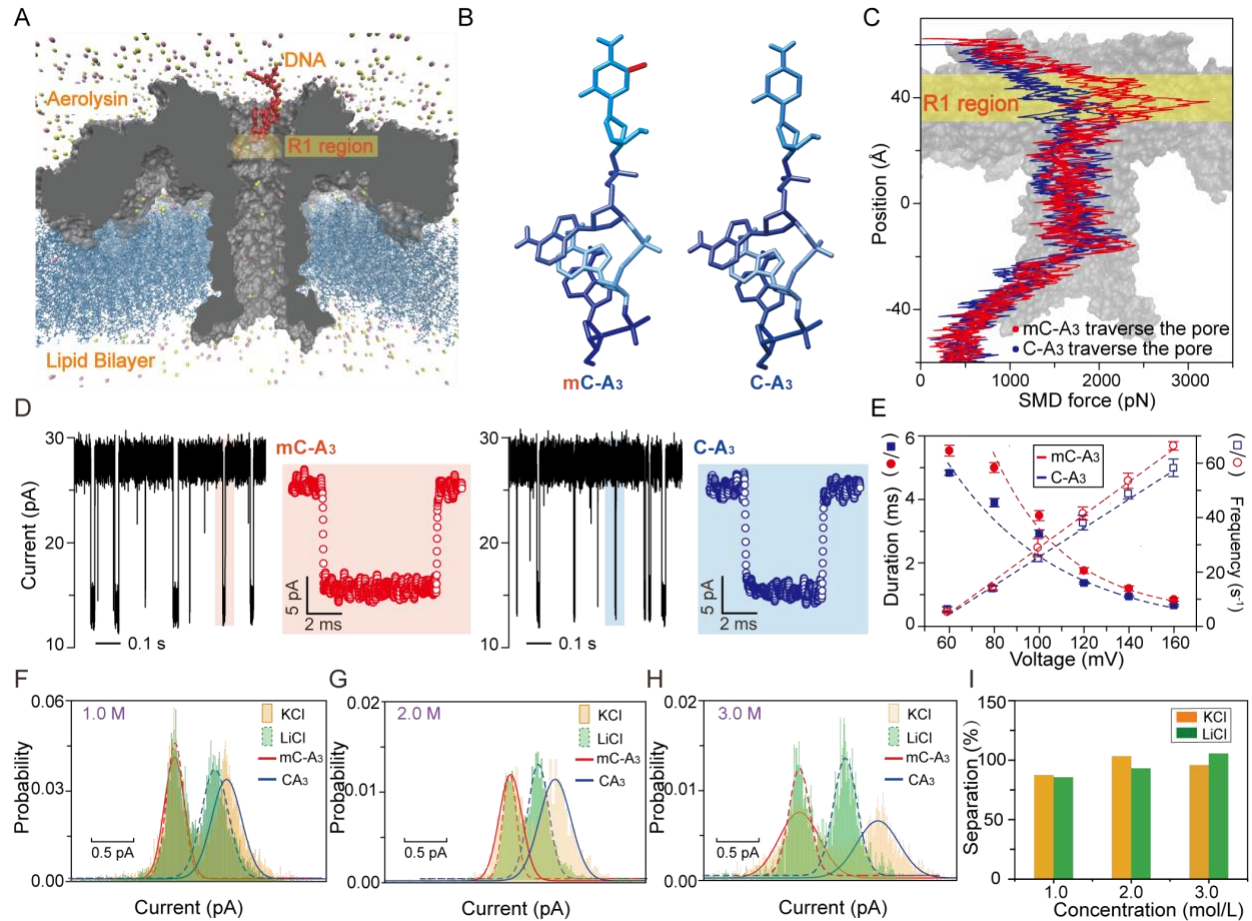 A
DNA
Aerolysin
R1 region
Lipid Bilayer
B
mC-A3
C-A3
C
R1 region
Position (Å)
40
0
-40
mC-A3 traverse the pore
C-A3 traverse the pore
0 1000 2000 3000
SMD force (pN)
D
Current (pA)
30
20
10
0.1 s
mC-A3
5 pA
2 ms
0.1 s
C-A3
5 pA
2 ms
E
Duration (ms) ( / )
6
5
4
3
2
1
0
mC-A3
C-A3
( / )
Frequency (s-1)
60
40
20
0
60 80 100 120 140 160
Voltage (mV)
F
1.0 M
Probability
0.06
0.03
0.00
0.5 pA
KCl
LiCl
mC-A3
CA3
Current (pA)
G
2.0 M
Probability
0.02
0.01
0.00
0.5 pA
KCl
LiCl
mC-A3
CA3
Current (pA)
H
3.0 M
Probability
0.02
0.01
0.00
0.5 pA
KCl
LiCl
mC-A3
CA3
Current (pA)
I
Separation (%)
150
100
50
0
KCl
LiCl
1.0 2.0 3.0
Concentration (mol/L)